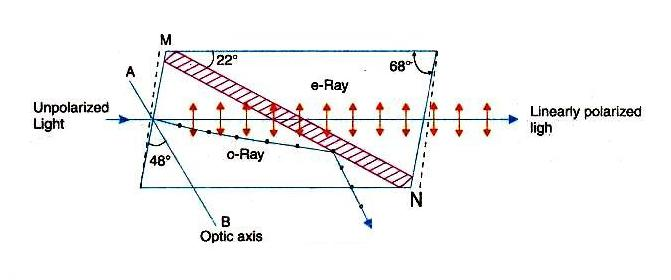 M
22°
68°
A
e-Ray
Unpolarized
Light
Linearly polarized
ligh
o-Ray
48°
N
B
Optic axis